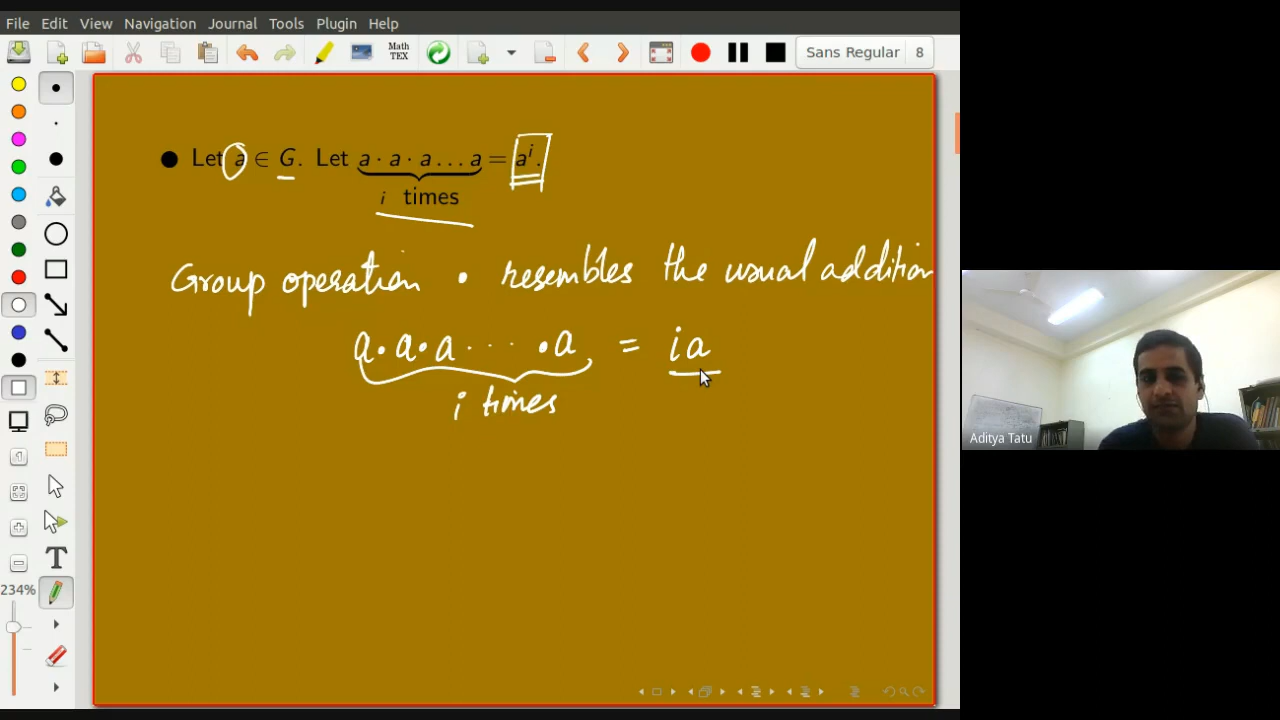 File Edit View Navigation Journal Tools Plugin Help
Math TEX Sans Regular 8
● Let a ∈ G. Let a · a · a . . . a = aⁱ.
i times
Group operation • resembles the usual addition
a • a • a · · · • a = ia
i times
Aditya Tatu
234%
T